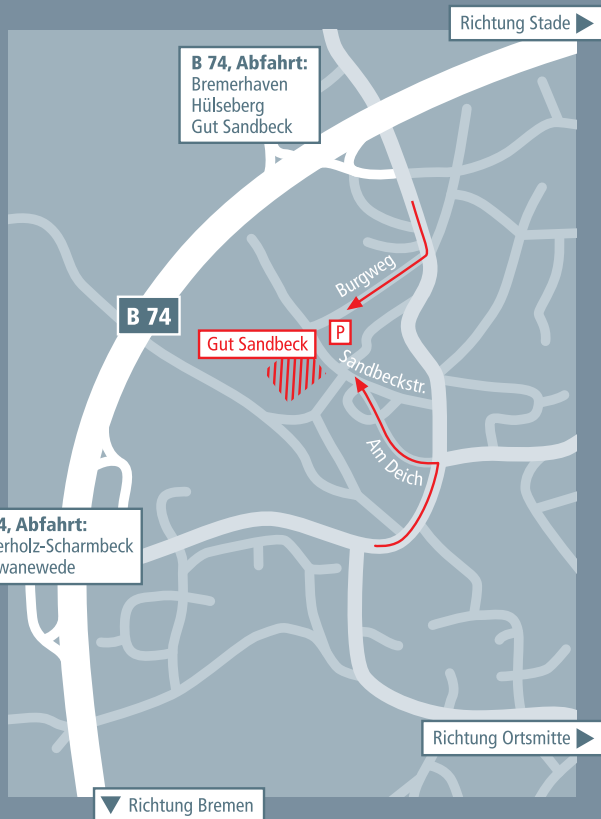 Richtung Stade
B 74, Abfahrt:
Bremerhaven
Hülseberg
Gut Sandbeck
Burgweg
B 74
P
Gut Sandbeck
Sandbeckstr.
Am Deich
4, Abfahrt:
erholz-Scharmbeck
wanewede
Richtung Ortsmitte
Richtung Bremen